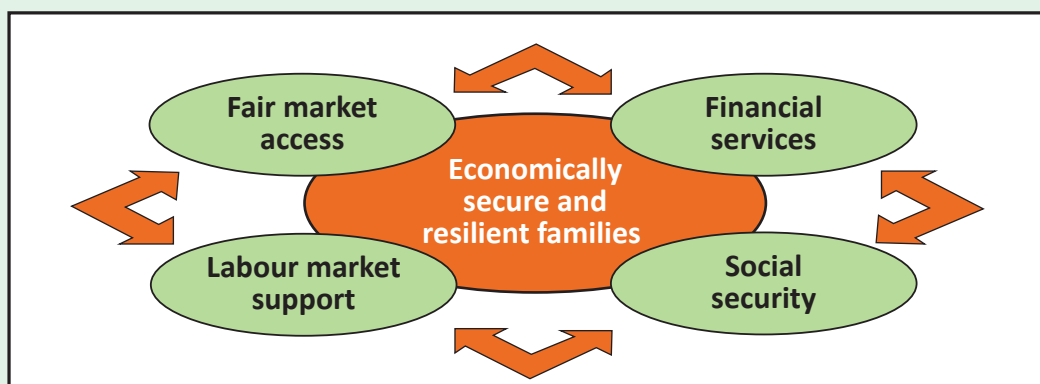 Fair market
access
Financial
services
Economically
secure and
resilient families
Labour market
support
Social
security